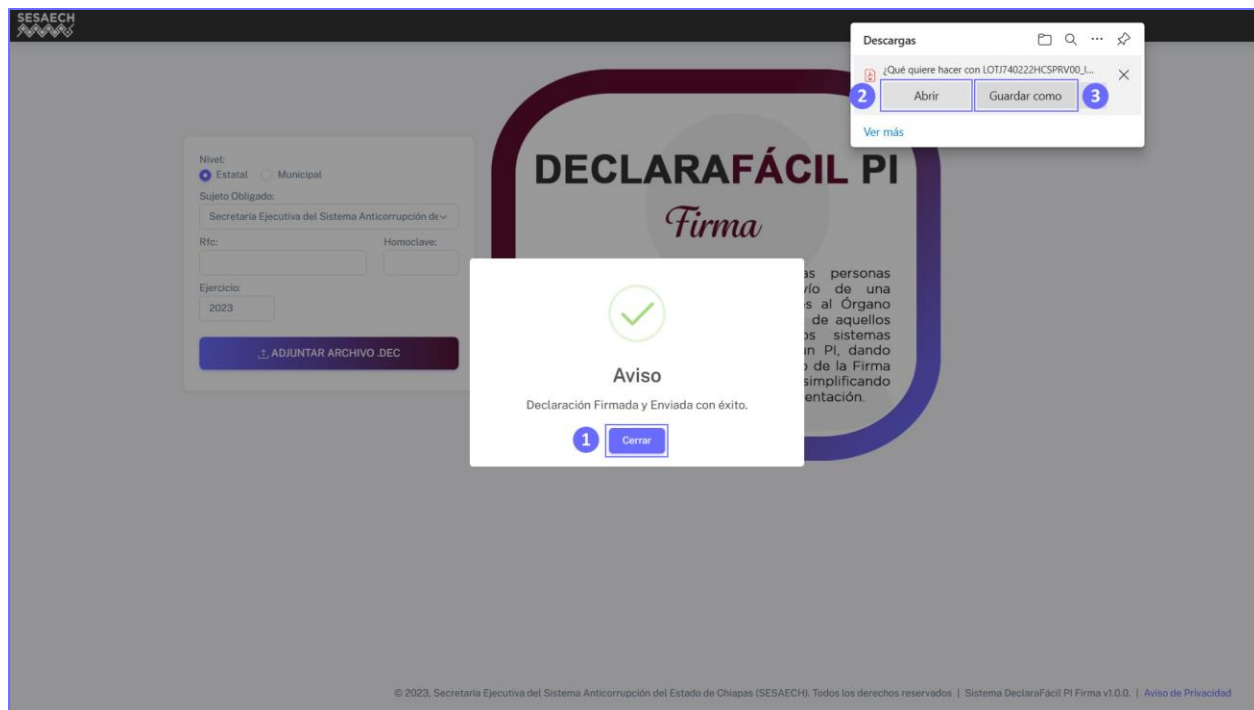 SESAECH
Descargas
¿Qué quiere hacer con LOTJ740222HCSPRV00_I...
2
Abrir
Guardar como
3
Ver más
Nivel:
Estatal
Municipal
Sujeto Obligado:
Secretaría Ejecutiva del Sistema Anticorrupción de
Rfc:
Homoclave:
Ejercicio:
2023
ADJUNTAR ARCHIVO .DEC
DECLARAFÁCIL PI
Firma
as personas
vío de una
s al Órgano
de aquellos
os sistemas
un PI, dando
o de la Firma
simplificando
entación.
Aviso
Declaración Firmada y Enviada con éxito.
1
Cerrar
© 2023, Secretaría Ejecutiva del Sistema Anticorrupción del Estado de Chiapas (SESAECH). Todos los derechos reservados | Sistema DeclaraFácil PI Firma v1.0.0. | Aviso de Privacidad